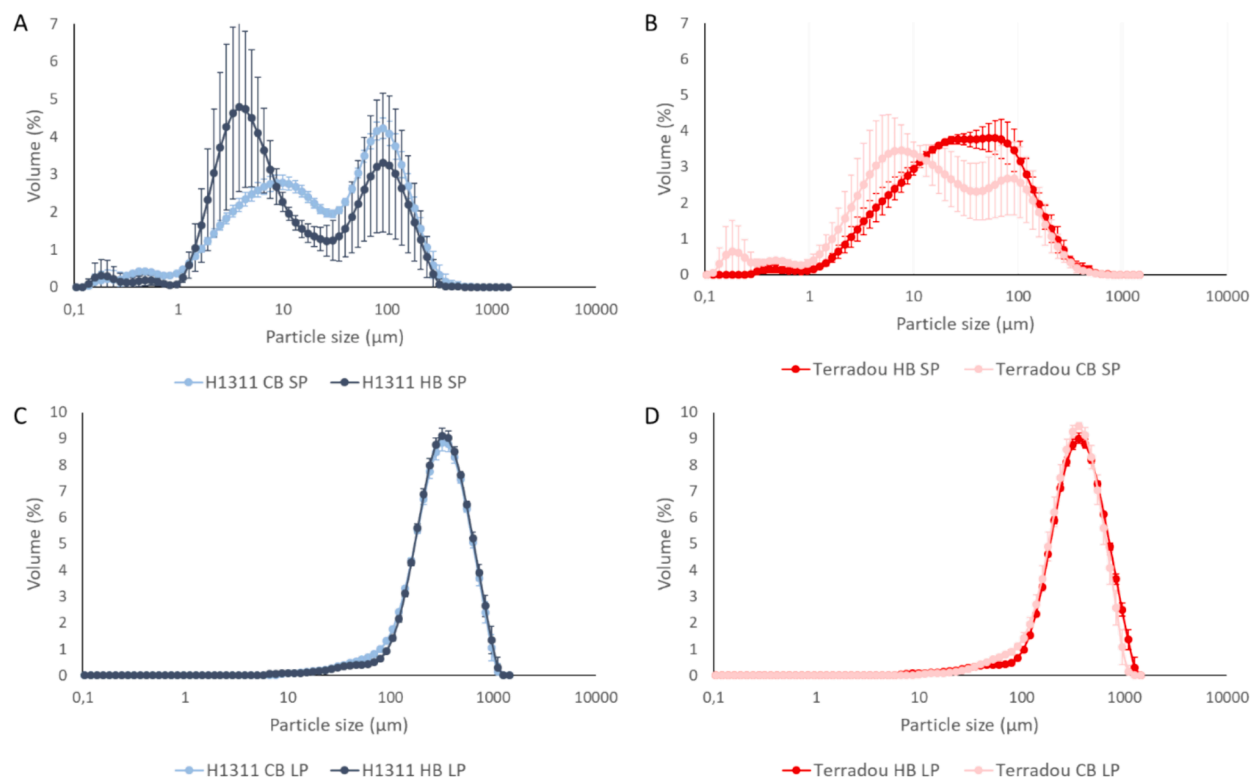 A
7
6
5
4
3
2
1
0
Volume (%)
0,1 1 10 100 1000 10000
Particle size (µm)
H1311 CB SP H1311 HB SP
B
7
6
5
4
3
2
1
0
Volume (%)
0,1 1 10 100 1000 10000
Particle size (µm)
Terradou HB SP Terradou CB SP
C
10
9
8
7
6
5
4
3
2
1
0
Volume (%)
0,1 1 10 100 1000 10000
Particle size (µm)
H1311 CB LP H1311 HB LP
D
10
9
8
7
6
5
4
3
2
1
0
Volume (%)
0,1 1 10 100 1000 10000
Particle size (µm)
Terradou HB LP Terradou CB LP